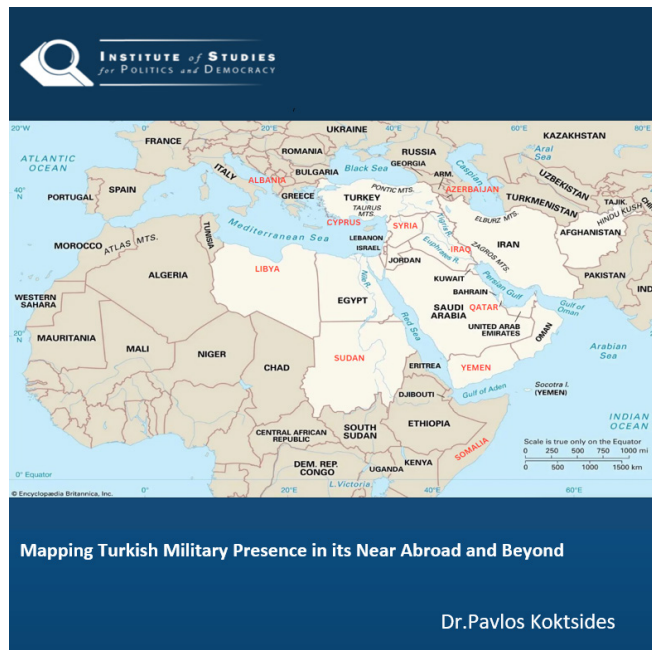 INSTITUTE of STUDIES
for POLITICS and DEMOCRACY
20°W
0°
20°E
40°E
60°E
80°E
UKRAINE
KAZAKHSTAN
FRANCE
ATLANTIC
OCEAN
ROMANIA
RUSSIA
Aral
Sea
ITALY
BULGARIA
Black Sea
GEORGIA
Caspian
UZBEKISTAN
40°
N
SPAIN
PORTUGAL
ALBANIA
GREECE
PONTIC MTS.
ARM.
AZERBAIJAN
TURKMENISTAN
TAJIK.
TURKEY
TAURUS
MTS.
HINDU KUSH
CYPRUS
SYRIA
Tigris R.
ELBURZ MTS.
MOROCCO
ATLAS MTS.
TUNISIA
Mediterranean Sea
LEBANON
ISRAEL
Euphrates R.
IRAQ
ZAGROS MTS.
IRAN
AFGHANISTAN
JORDAN
ALGERIA
LIBYA
EGYPT
Nile R.
KUWAIT
BAHRAIN
Persian Gulf
PAKISTAN
WESTERN
SAHARA
SAUDI
ARABIA
QATAR
Gulf of
Oman
IND
UNITED ARAB
EMIRATES
OMAN
20°
N
Red Sea
MAURITANIA
MALI
NIGER
CHAD
SUDAN
ERITREA
YEMEN
Arabian
Sea
DJIBOUTI
Gulf of Aden
Socotra I.
(YEMEN)
CENTRAL AFRICAN
REPUBLIC
SOUTH
SUDAN
ETHIOPIA
SOMALIA
INDIAN
OCEAN
Scale is true only on the Equator
0 250 500 750 1000 mi
0 500 1000 1500 km
DEM. REP.
CONGO
UGANDA
KENYA
L.Victoria
0° Equator
© Encyclopædia Britannica, Inc.
0°
20°E
40°E
60°E
Mapping Turkish Military Presence in its Near Abroad and Beyond
Dr.Pavlos Koktsides